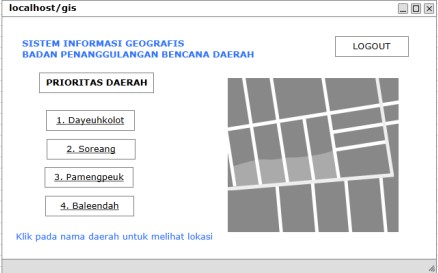 localhost/gis
SISTEM INFORMASI GEOGRAFIS
BADAN PENANGGULANGAN BENCANA DAERAH
LOGOUT
PRIORITAS DAERAH
1. Dayeuhkolot
2. Soreang
3. Pamengpeuk
4. Baleendah
Klik pada nama daerah untuk melihat lokasi